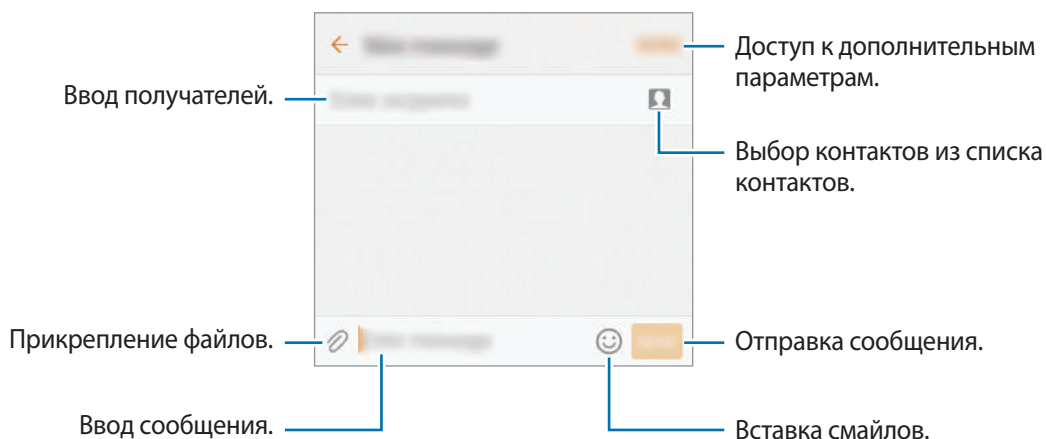 Доступ к дополнительным
параметрам.
Ввод получателей.
Выбор контактов из списка
контактов.
Прикрепление файлов.
Отправка сообщения.
Ввод сообщения.
Вставка смайлов.